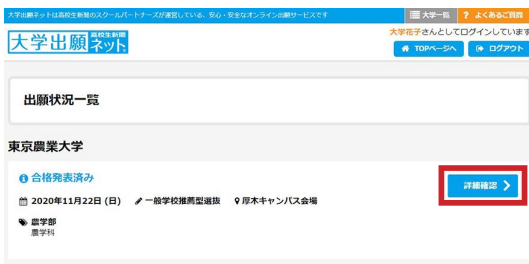 大学出願ネットは高校生新聞のスクールパートナーズが運営している、安心・安全なオンライン出願サービスです
大学一覧
? よくあるご質問
大学出願高校生新聞ネット
大学花子さんとしてログインしています
TOPページへ
ログアウト
出願状況一覧
東京農業大学
合格発表済み
2020年11月22日 (日) 一般学校推薦型選抜 厚木キャンパス会場
詳細確認
農学部
農学科